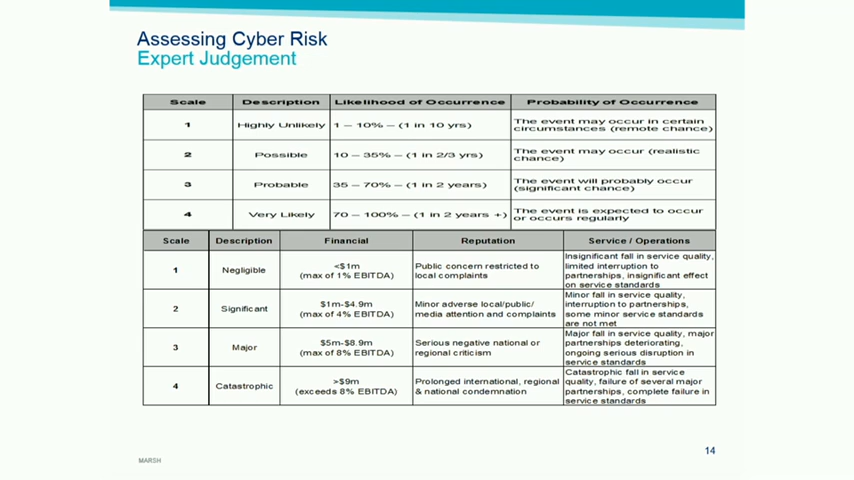 Assessing Cyber Risk
Expert Judgement
Scale Description Likelihood of Occurrence Probability of Occurrence
1 Highly Unlikely 1 – 10% – (1 in 10 yrs) The event may occur in certain
circumstances (remote chance)
2 Possible 10 – 35% – (1 in 2/3 yrs) The event may occur (realistic
chance)
3 Probable 35 – 70% – (1 in 2 years) The event will probably occur
(significant chance)
4 Very Likely 70 – 100% – (1 in 2 years +) The event is expected to occur
or occurs regularly
Scale Description Financial Reputation Service / Operations
1 Negligible <$1m
(max of 1% EBITDA) Public concern restricted to
local complaints Insignificant fall in service quality,
limited interruption to
partnerships, insignificant effect
on service standards
2 Significant $1m-$4.9m
(max of 4% EBITDA) Minor adverse local/public/
media attention and complaints Minor fall in service quality,
interruption to partnerships,
some minor service standards
are not met
3 Major $5m-$8.9m
(max of 8% EBITDA) Serious negative national or
regional criticism Major fall in service quality, major
partnerships deteriorating,
ongoing serious disruption in
service standards
4 Catastrophic >$9m
(exceeds 8% EBITDA) Prolonged international, regional
& national condemnation Catastrophic fall in service
quality, failure of several major
partnerships, complete failure in
service standards
14
MARSH